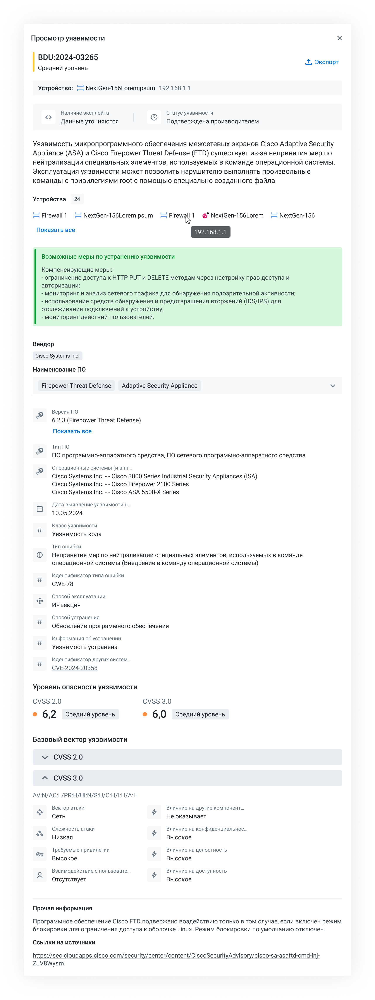 Просмотр уязвимости
BDU:2024-03265
Средний уровень
Экспорт
Устройство: NextGen-156Loremipsum 192.168.1.1
Наличие эксплойта
Данные уточняются
Статус уязвимости
Подтверждена производителем
Уязвимость микропрограммного обеспечения межсетевых экранов Cisco Adaptive Security
Appliance (ASA) и Cisco Firepower Threat Defense (FTD) существует из-за непринятия мер по
нейтрализации специальных элементов, используемых в команде операционной системы.
Эксплуатация уязвимости может позволить нарушителю выполнять произвольные
команды с привилегиями root с помощью специально созданного файла
Устройства 24
Firewall 1 NextGen-156Loremipsum Firewall 1 NextGen-156Lorem NextGen-156
Показать все
192.168.1.1
Возможные меры по устранению уязвимости
Компенсирующие меры:
- ограничение доступа к HTTP PUT и DELETE методам через настройку прав доступа и
авторизации;
- мониторинг и анализ сетевого трафика для обнаружения подозрительной активности;
- использование средств обнаружения и предотвращения вторжений (IDS/IPS) для
отслеживания подключений к устройству;
- мониторинг действий пользователей.
Вендор
Cisco Systems Inc.
Наименование ПО
Firepower Threat Defense Adaptive Security Appliance
Версия ПО
6.2.3 (Firepower Threat Defense)
Показать все
Тип ПО
ПО программно-аппаратного средства, ПО сетевого программно-аппаратного средства
Операционные системы (и апп...
Cisco Systems Inc. - - Cisco 3000 Series Industrial Security Appliances (ISA)
Cisco Systems Inc. - - Cisco Firepower 2100 Series
Cisco Systems Inc. - - Cisco ASA 5500-X Series
Дата выявление уязвимости н...
10.05.2024
Класс уязвимости
Уязвимость кода
Тип ошибки
Непринятие мер по нейтрализации специальных элементов, используемых в команде
операционной системы (Внедрение в команду операционной системы)
Идентификатор типа ошибки
CWE-78
Способ эксплуатации
Инъекция
Способ устранения
Обновление программного обеспечения
Информация об устранении
Уязвимость устранена
Идентификатор других систем...
CVE-2024-20358
Уровень опасности уязвимости
CVSS 2.0
6,2 Средний уровень
CVSS 3.0
6,0 Средний уровень
Базовый вектор уязвимости
CVSS 2.0
CVSS 3.0
AV:N/AC:L/PR:H/UI:N/S:U/C:H/I:H/A:H
Вектор атаки
Сеть
Влияние на другие компонент...
Не оказывает
Сложность атаки
Низкая
Влияние на конфиденциальнос...
Высокое
Требуемые привилегии
Высокое
Влияние на целостность
Высокое
Взаимодействие с пользовате...
Отсутствует
Влияние на доступность
Высокое
Прочая информация
Программное обеспечение Cisco FTD подвержено воздействию только в том случае, если включен режим
блокировки для ограничения доступа к оболочке Linux. Режим блокировки по умолчанию отключен.
Ссылки на источники
https://sec.cloudapps.cisco.com/security/center/content/CiscoSecurityAdvisory/cisco-sa-asaftd-cmd-inj-
ZJV8Wysm